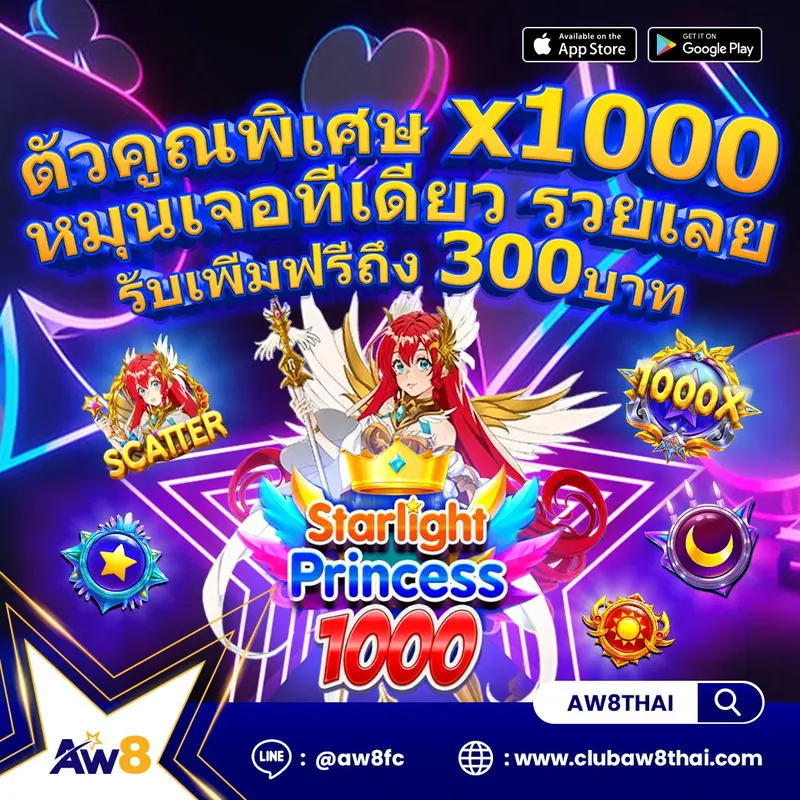 Available on the App Store
GET IT ON Google Play
ตัวคูณพิเศษ x1000
หมุนเจอทีเดียว รวยเลย
รับเพิ่มฟรีถึง 300บาท
SCATTER
1000X
Starlight
Princess
1000
AW8THAI
Aw8
LINE : @aw8fc
: www.clubaw8thai.com